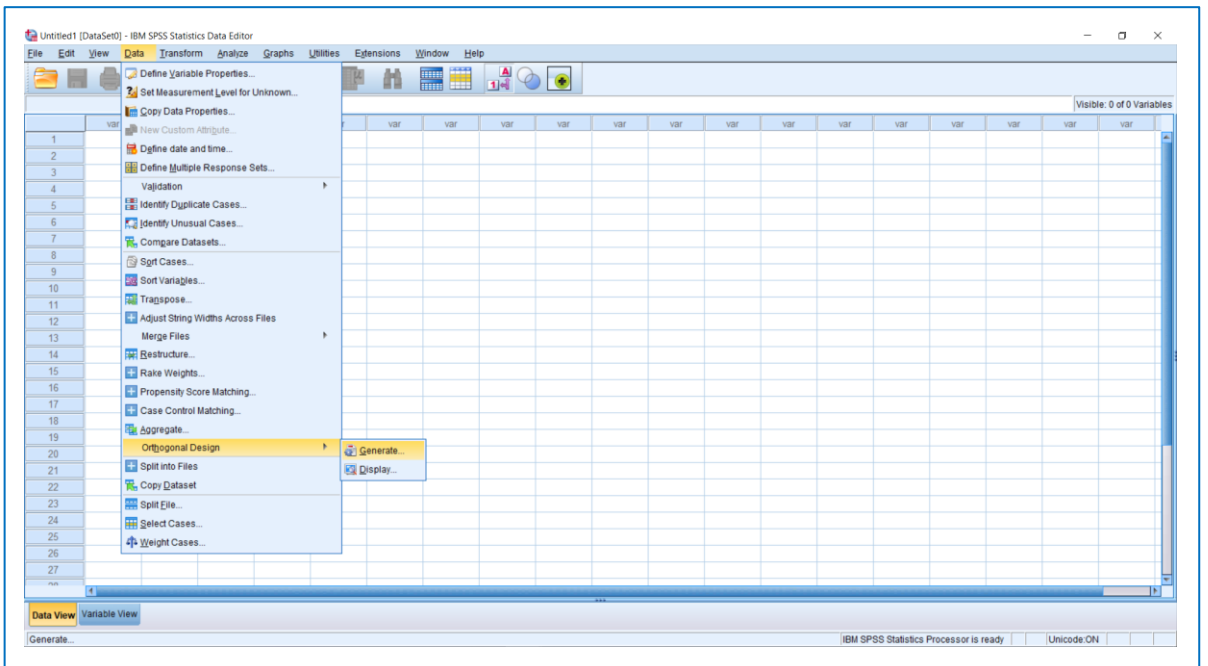 Untitled1 [DataSet0] - IBM SPSS Statistics Data Editor
File Edit View Data Transform Analyze Graphs Utilities Extensions Window Help
Define Variable Properties...
Set Measurement Level for Unknown...
Visible: 0 of 0 Variables
Copy Data Properties...
var var var var var var var var var var var var var var var
New Custom Attribute...
1
Define date and time...
2
Define Multiple Response Sets...
3
Validation
4
Identify Duplicate Cases...
5
Identify Unusual Cases...
6
Compare Datasets...
7
8
Sort Cases...
9
Sort Variables...
10
Transpose...
11
Adjust String Widths Across Files
12
Merge Files
13
Restructure...
14
Rake Weights...
15
Propensity Score Matching...
16
Case Control Matching...
17
18
Aggregate...
19
Orthogonal Design
Generate...
20
Split into Files
Display...
21
Copy Dataset
22
Split File...
23
Select Cases...
24
25
Weight Cases...
26
27
Data View Variable View
Generate... IBM SPSS Statistics Processor is ready Unicode:ON